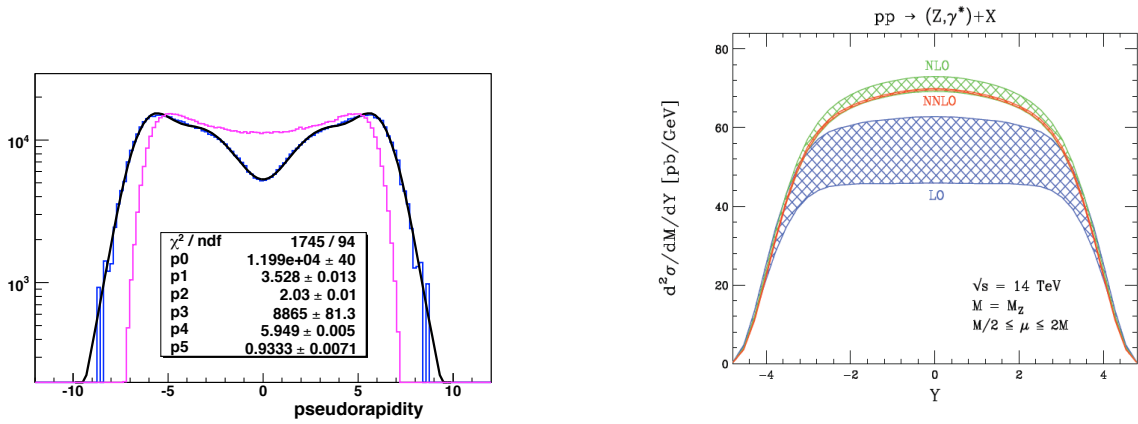 10⁴
10³
χ² / ndf 1745 / 94
p0 1.199e+04 ± 40
p1 3.528 ± 0.013
p2 2.03 ± 0.01
p3 8865 ± 81.3
p4 5.949 ± 0.005
p5 0.9333 ± 0.0071
-10 -5 0 5 10
pseudorapidity
pp → (Z,γ*)+X
d²σ/dM/dY [pb/GeV]
80
60
40
20
0
NLO
NNLO
LO
√s = 14 TeV
M = M_Z
M/2 ≤ μ ≤ 2M
-4 -2 0 2 4
Y